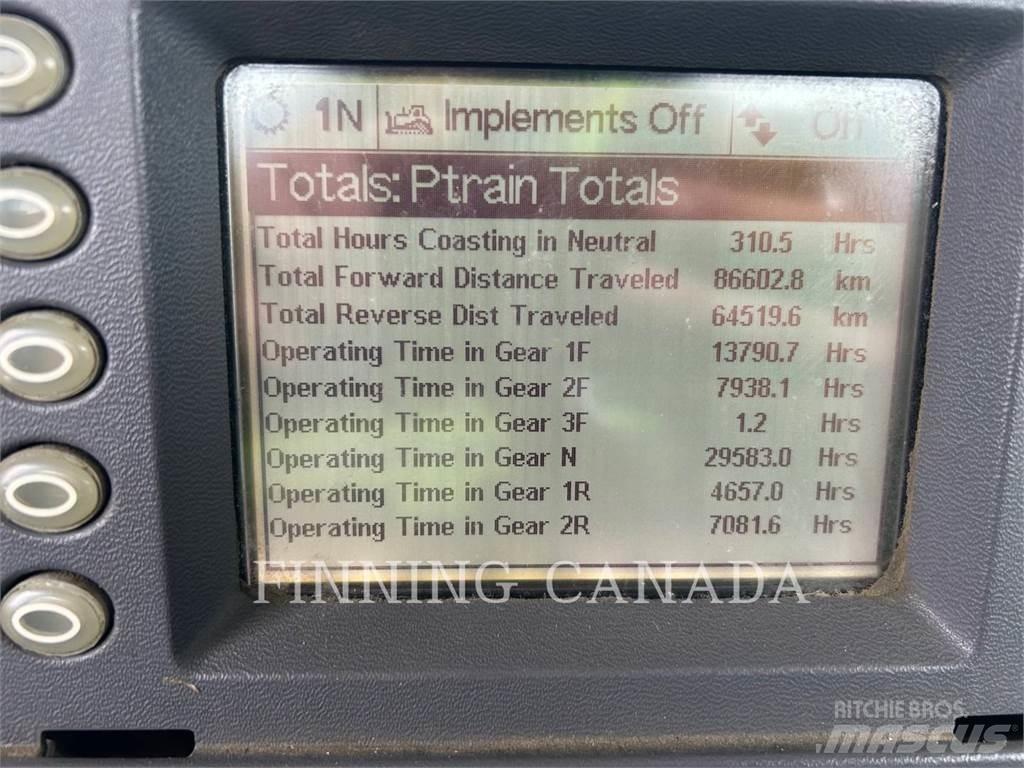 1N Implements Off
Totals: Ptrain Totals
Total Hours Coasting in Neutral 310.5 Hrs
Total Forward Distance Traveled 86602.8 km
Total Reverse Dist Traveled 64519.6 km
Operating Time in Gear 1F 13790.7 Hrs
Operating Time in Gear 2F 7938.1 Hrs
Operating Time in Gear 3F 1.2 Hrs
Operating Time in Gear N 29583.0 Hrs
Operating Time in Gear 1R 4657.0 Hrs
Operating Time in Gear 2R 7081.6 Hrs
FINNING CANADA
RITCHIE BROS.
MASCUS